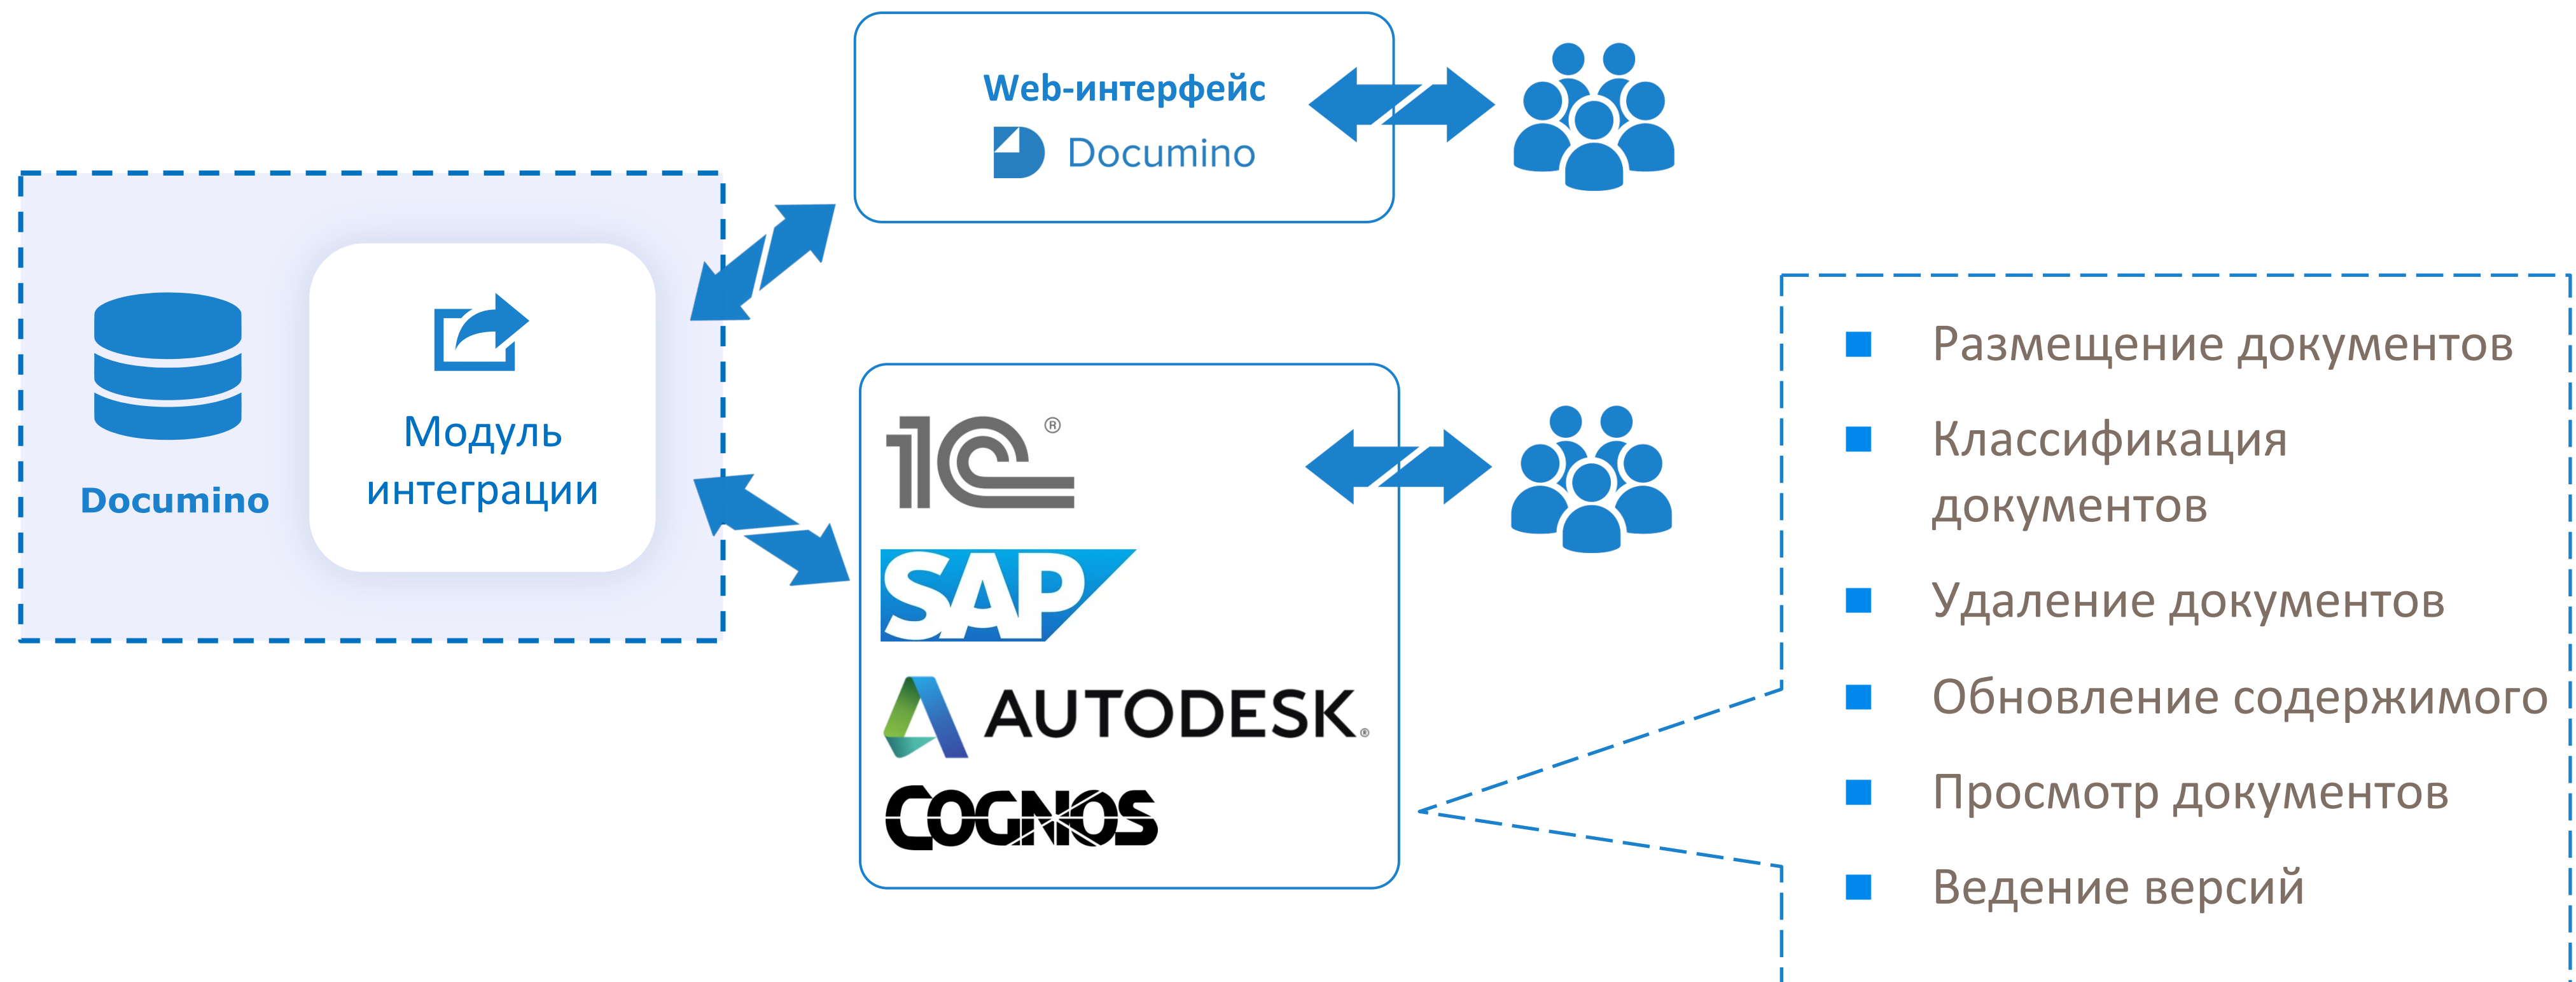 Web-интерфейс
Documino
Documino
Модуль
интеграции
1C®
SAP
AUTODESK®
COGNOS
Размещение документов
Классификация
документов
Удаление документов
Обновление содержимого
Просмотр документов
Ведение версий